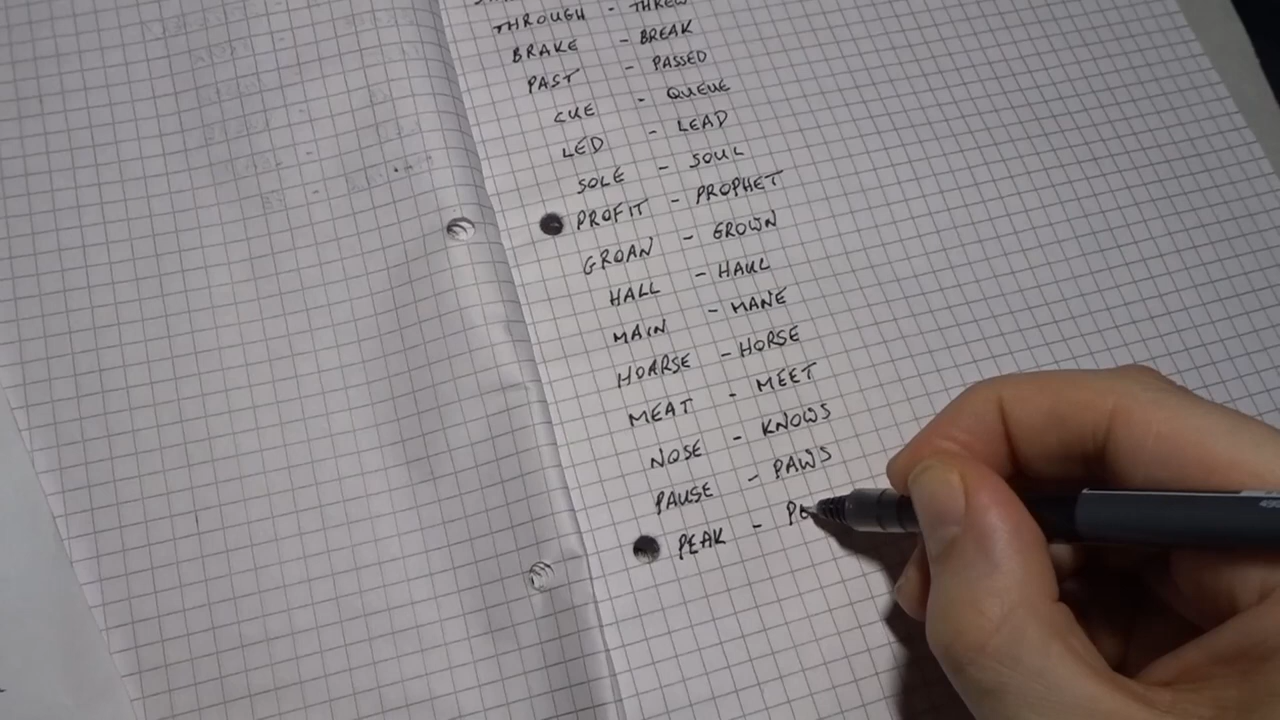 THROUGH - THREW
BRAKE - BREAK
PAST - PASSED
CUE - QUEUE
LED - LEAD
SOLE - SOUL
PROFIT - PROPHET
GROAN - GROWN
HALL - HAUL
MAIN - MANE
HOARSE - HORSE
MEAT - MEET
NOSE - KNOWS
PAUSE - PAWS
PEAK - PE